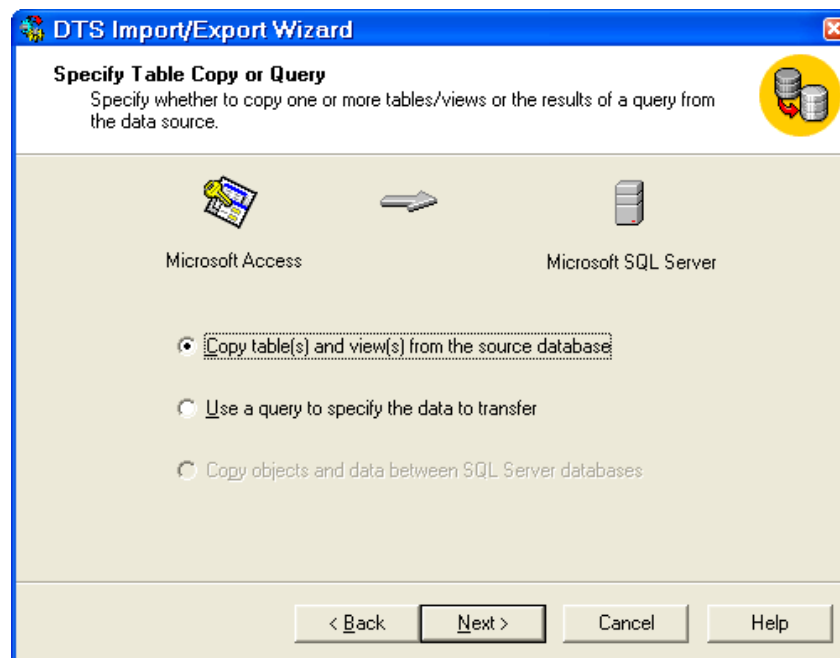 DTS Import/Export Wizard
Specify Table Copy or Query
Specify whether to copy one or more tables/views or the results of a query from
the data source.
Microsoft Access
Microsoft SQL Server
Copy table(s) and view(s) from the source database
Use a query to specify the data to transfer
Copy objects and data between SQL Server databases
< Back
Next >
Cancel
Help